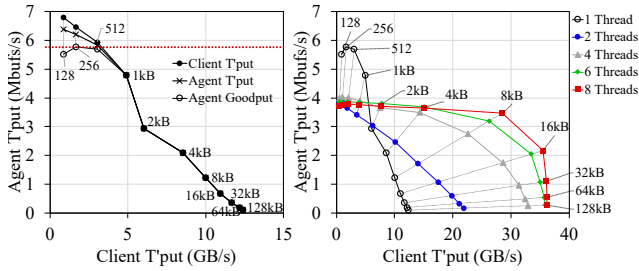 7
6
5
4
3
2
1
0
Agent T'put (Mbufs/s)
128
256
512
1kB
2kB
4kB
8kB
16kB
32kB
64kB
128kB
Client T'put
Agent T'put
Agent Goodput
0
5
10
15
Client T'put (GB/s)
7
6
5
4
3
2
1
0
Agent T'put (Mbufs/s)
128
256
512
1kB
2kB
4kB
8kB
16kB
32kB
64kB
128kB
1 Thread
2 Threads
4 Threads
6 Threads
8 Threads
0
10
20
30
40
Client T'put (GB/s)